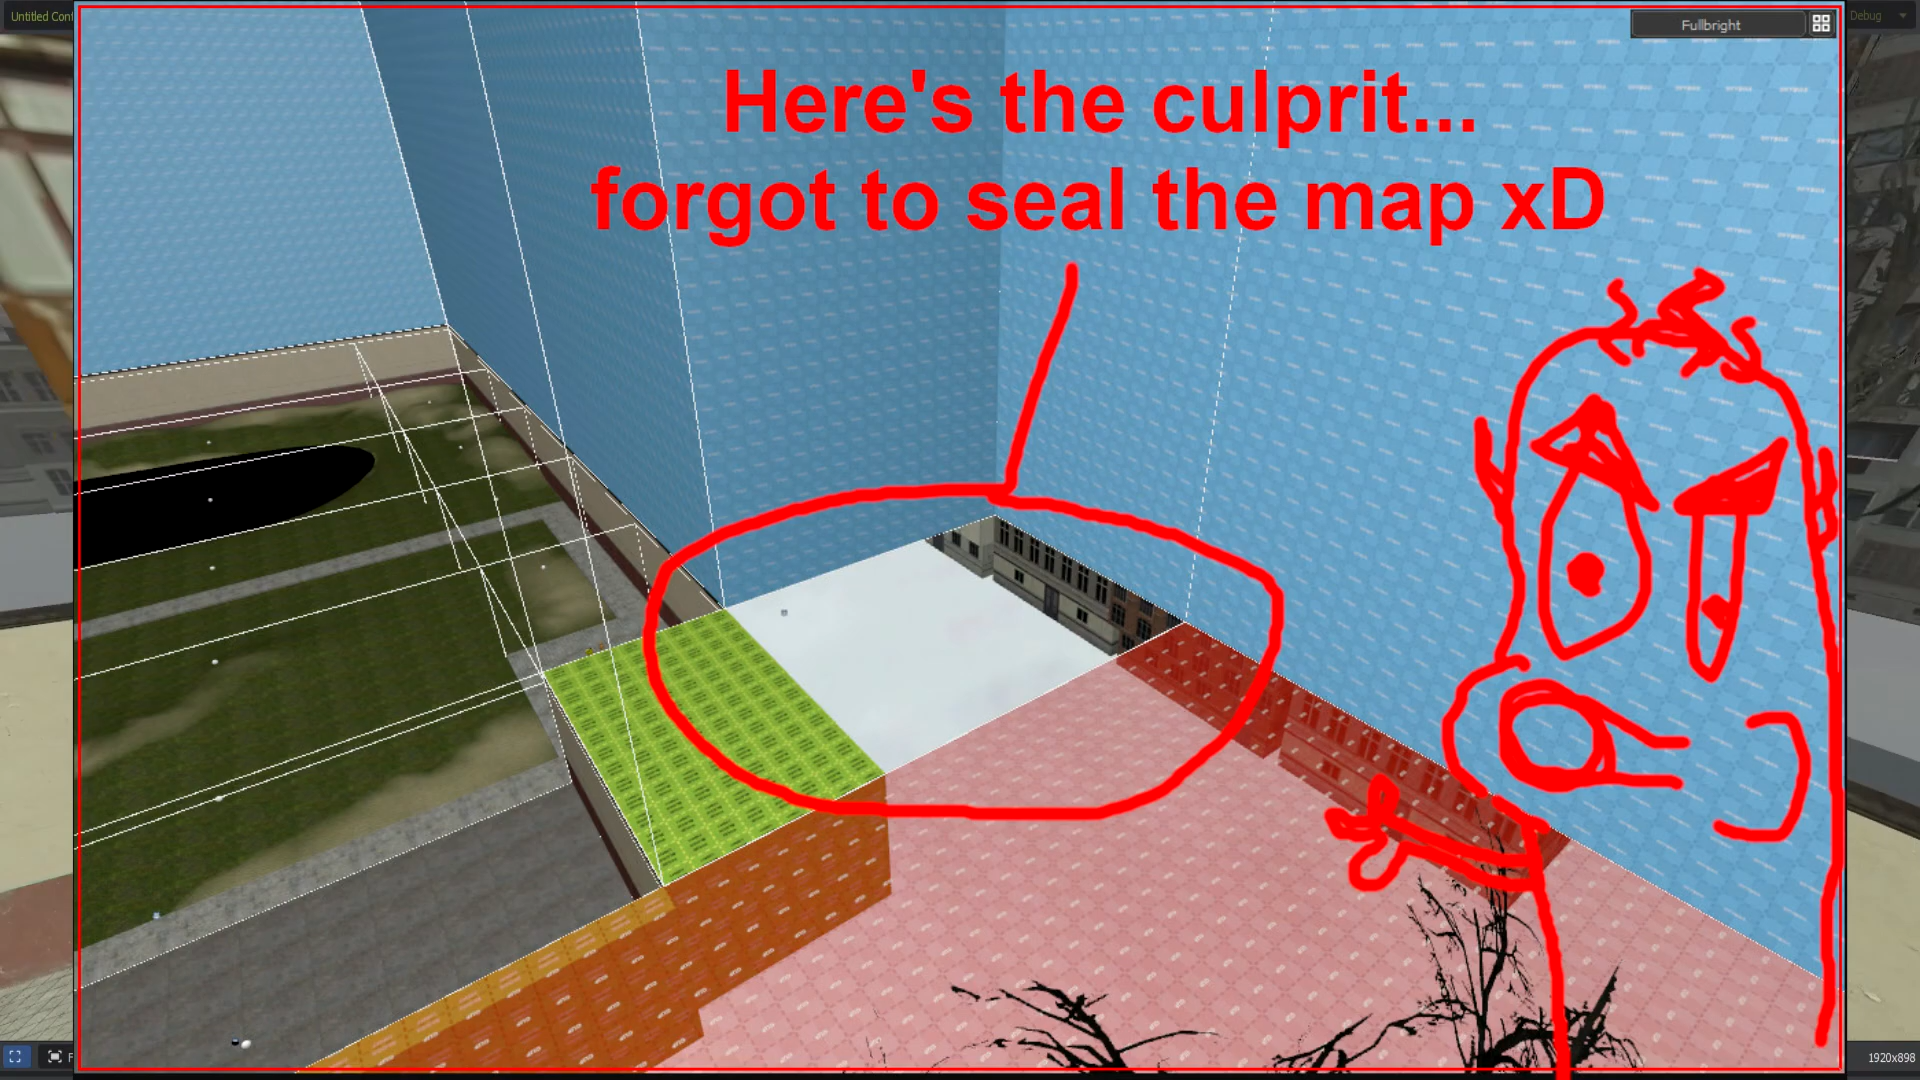 Untitled Con
Fullbright
Debug
Here's the culprit...
forgot to seal the map xD
F
1920x898